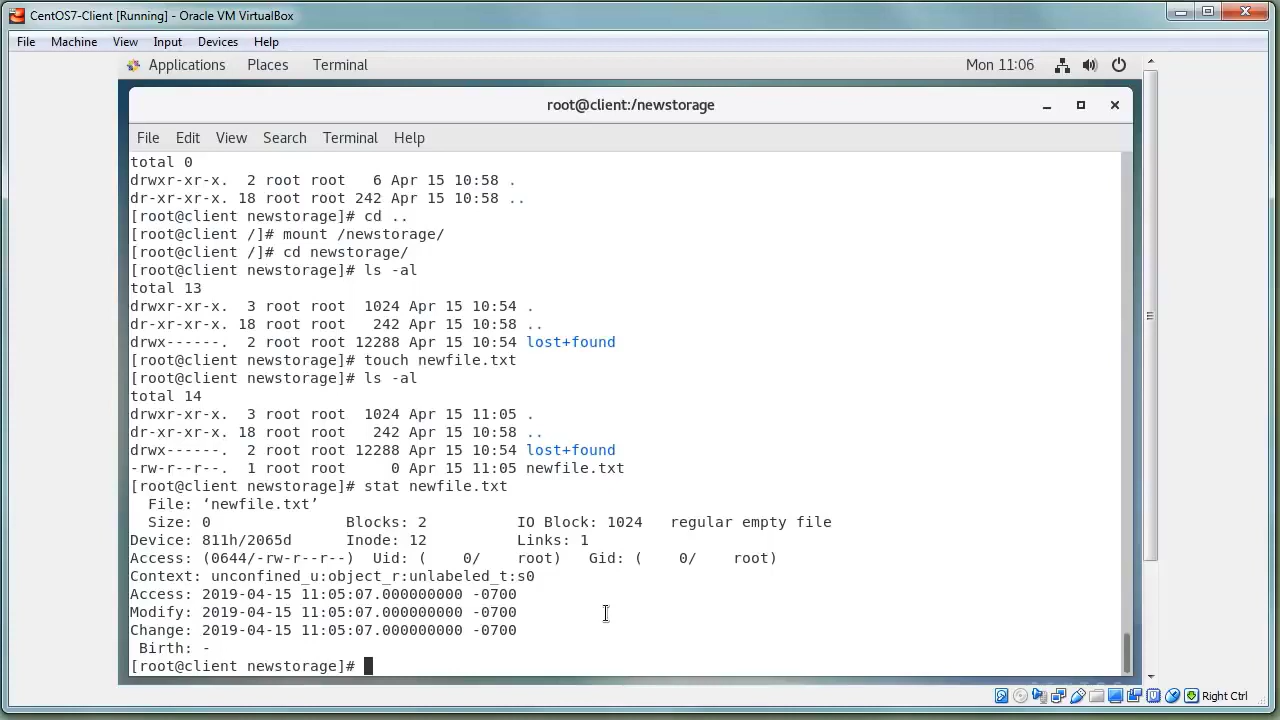 CentOS7-Client [Running] - Oracle VM VirtualBox
File Machine View Input Devices Help
Applications Places Terminal Mon 11:06
root@client:/newstorage
File Edit View Search Terminal Help
total 0
drwxr-xr-x.  2 root root   6 Apr 15 10:58 .
dr-xr-xr-x. 18 root root 242 Apr 15 10:58 ..
[root@client newstorage]# cd ..
[root@client /]# mount /newstorage/
[root@client /]# cd newstorage/
[root@client newstorage]# ls -al
total 13
drwxr-xr-x.  3 root root  1024 Apr 15 10:54 .
dr-xr-xr-x. 18 root root   242 Apr 15 10:58 ..
drwx------.  2 root root 12288 Apr 15 10:54 lost+found
[root@client newstorage]# touch newfile.txt
[root@client newstorage]# ls -al
total 14
drwxr-xr-x.  3 root root  1024 Apr 15 11:05 .
dr-xr-xr-x. 18 root root   242 Apr 15 10:58 ..
drwx------.  2 root root 12288 Apr 15 10:54 lost+found
-rw-r--r--.  1 root root     0 Apr 15 11:05 newfile.txt
[root@client newstorage]# stat newfile.txt
  File: ‘newfile.txt’
  Size: 0               Blocks: 2          IO Block: 1024   regular empty file
Device: 811h/2065d      Inode: 12          Links: 1
Access: (0644/-rw-r--r--)  Uid: (    0/    root)   Gid: (    0/    root)
Context: unconfined_u:object_r:unlabeled_t:s0
Access: 2019-04-15 11:05:07.000000000 -0700
Modify: 2019-04-15 11:05:07.000000000 -0700
Change: 2019-04-15 11:05:07.000000000 -0700
 Birth: -
[root@client newstorage]#
Right Ctrl